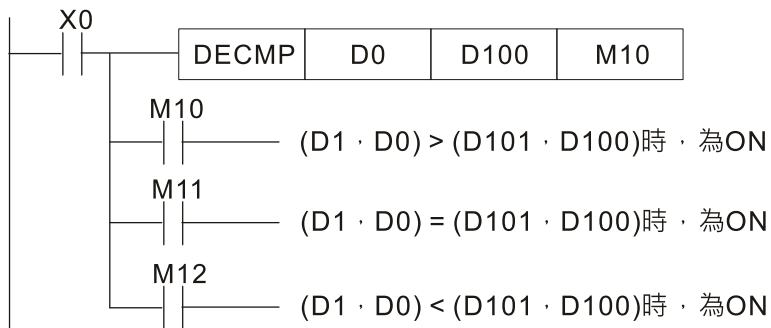 X0
DECMP D0 D100 M10
M10
(D1，D0) > (D101，D100)時，為ON
M11
(D1，D0) = (D101，D100)時，為ON
M12
(D1，D0) < (D101，D100)時，為ON